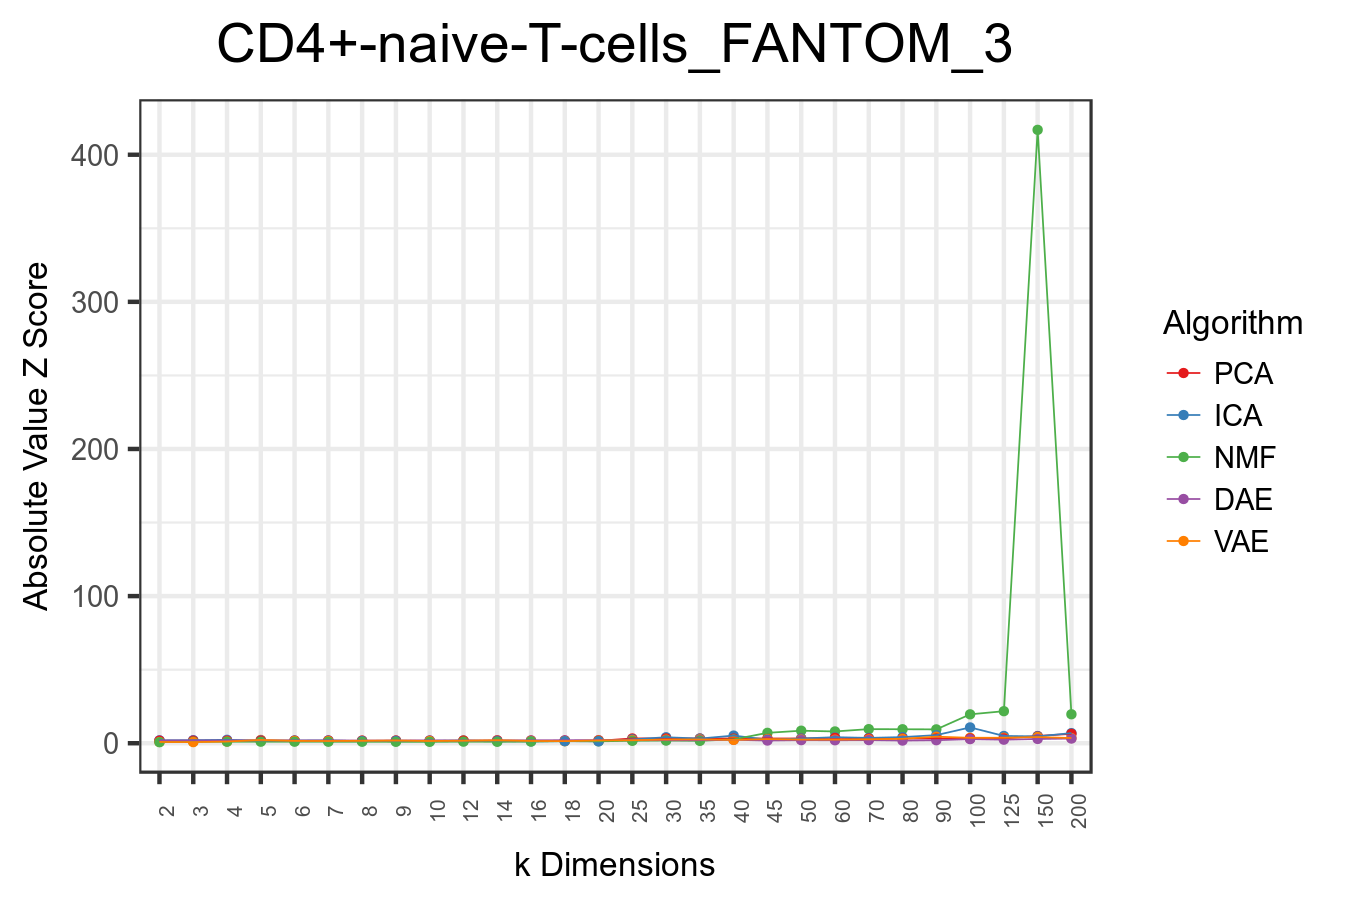 CD4+-naive-T-cells_FANTOM_3
Absolute Value Z Score
400
300
200
100
0
2 3 4 5 6 7 8 9 10 12 14 16 18 20 25 30 35 40 45 50 60 70 80 90 100 125 150 200
k Dimensions
Algorithm
PCA
ICA
NMF
DAE
VAE